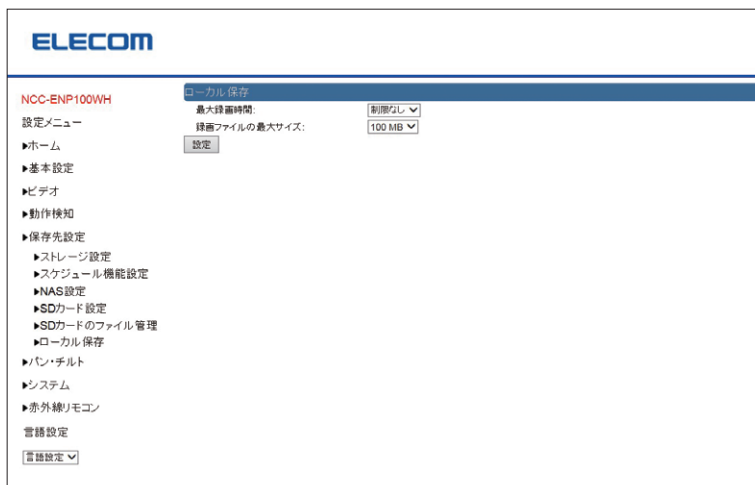 ELECOM
NCC-ENP100WH
設定メニュー
▶ホーム
▶基本設定
▶ビデオ
▶動作検知
▶保存先設定
▶ストレージ設定
▶スケジュール機能設定
▶NAS設定
▶SDカード設定
▶SDカードのファイル管理
▶ローカル保存
▶パン・チルト
▶システム
▶赤外線リモコン
言語設定
言語設定
ローカル保存
最大録画時間: 制限なし
録画ファイルの最大サイズ: 100 MB
設定